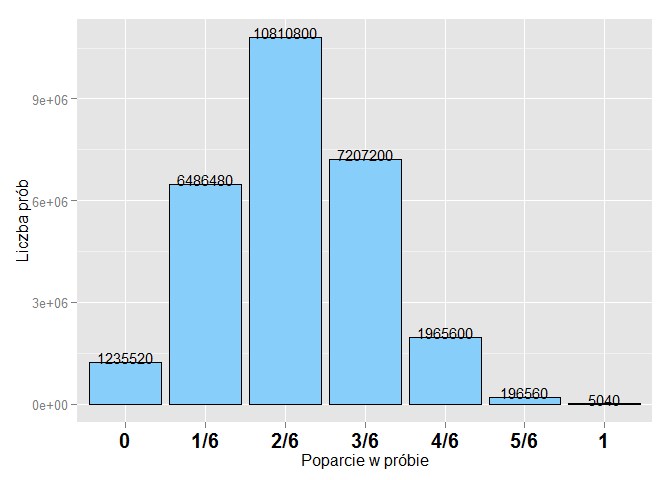 Liczba prób
9e+06
6e+06
3e+06
0e+00
1235520
6486480
10810800
7207200
1965600
196560
5040
0 1/6 2/6 3/6 4/6 5/6 1
Poparcie w próbie